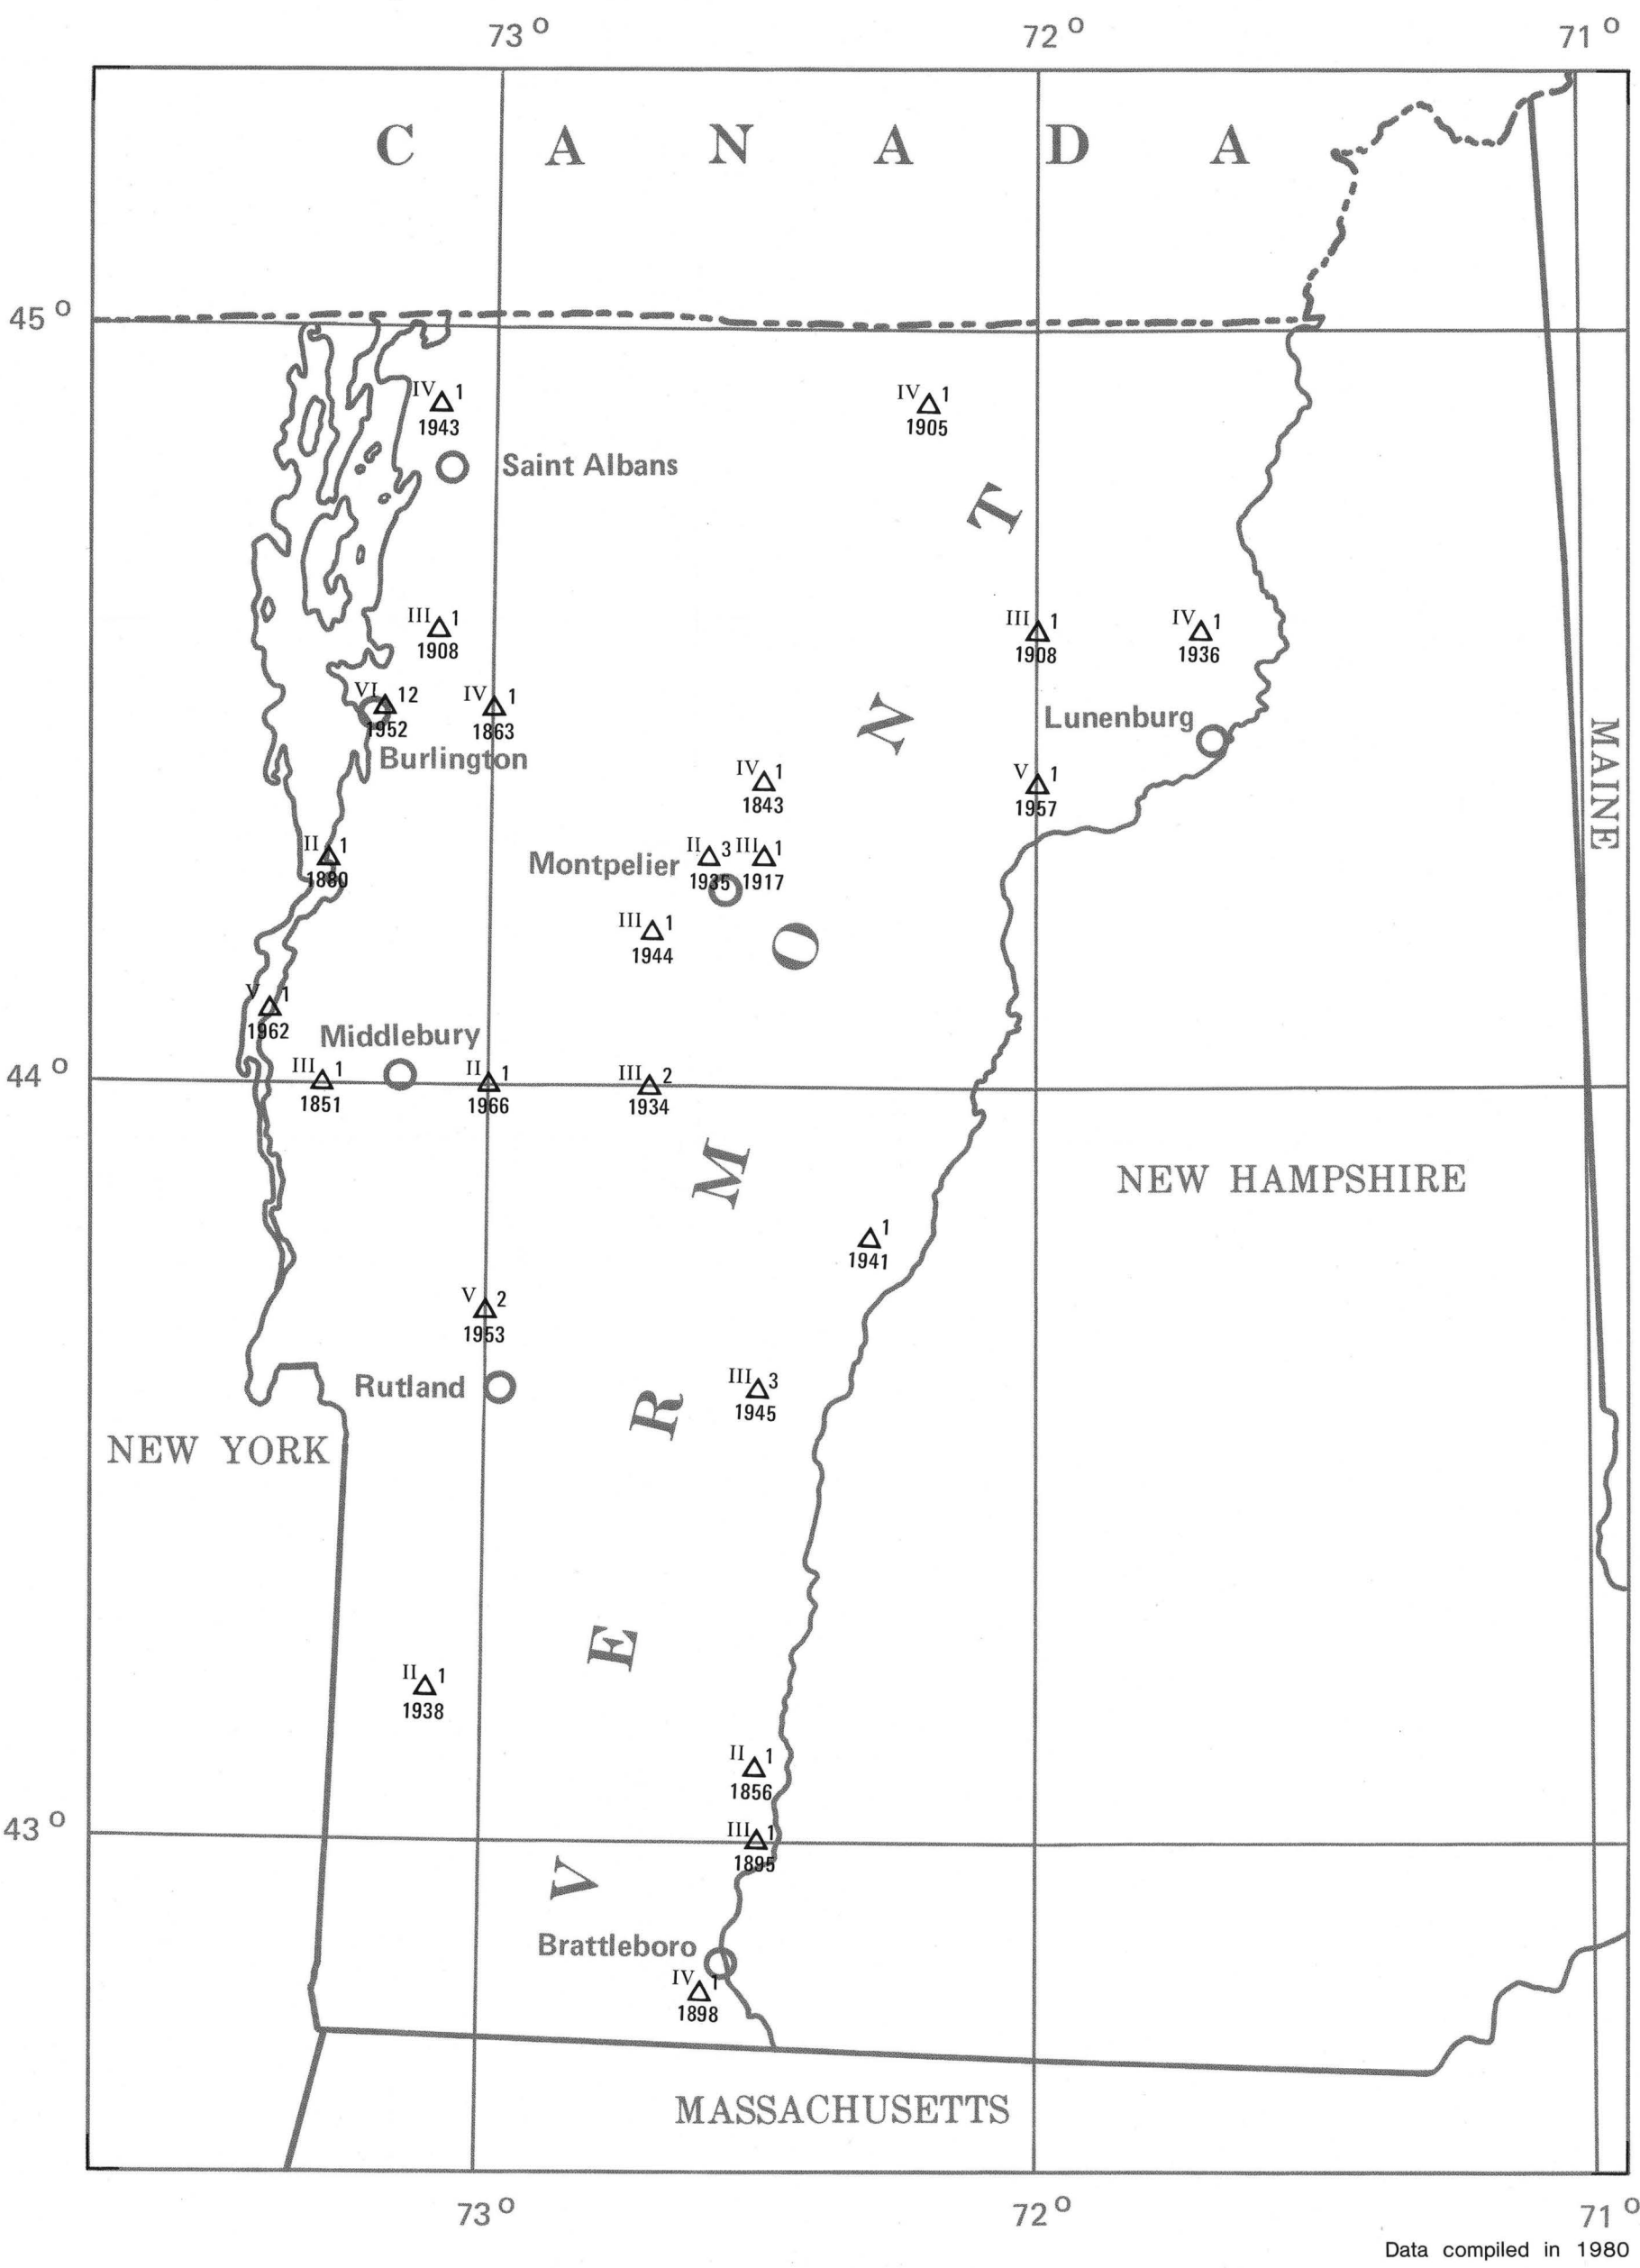 73° 72° 71°
C A N A D A
45°
IV 1
1943
IV 1
1905
Saint Albans
T
III 1
1908
III 1
1908
IV 1
1936
VI 12
1952
IV 1
1863
Burlington
N
Lunenburg
MAINE
IV 1
1843
V 1
1957
II 1
1880
Montpelier
II 3
1935
III 1
1917
III 1
1944
O
V 1
1962
Middlebury
44°
III 1
1851
II 1
1966
III 2
1934
M
NEW HAMPSHIRE
1
1941
V 2
1953
Rutland
III 3
1945
R
NEW YORK
E
II 1
1938
II 1
1856
43°
III 1
1895
V
Brattleboro
IV 1
1898
MASSACHUSETTS
73° 72° 71°
Data compiled in 1980